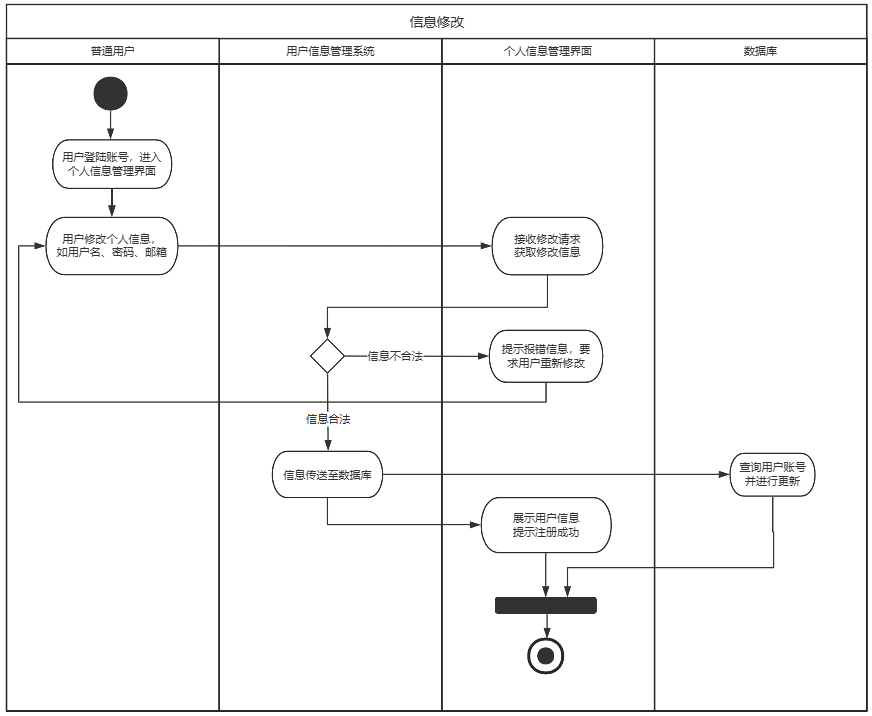 信息修改
普通用户
用户信息管理系统
个人信息管理界面
数据库
用户登陆账号，进入
个人信息管理界面
用户修改个人信息，
如用户名、密码、邮箱
接收修改请求
获取修改信息
信息不合法
提示报错信息，要
求用户重新修改
信息合法
信息传送至数据库
查询用户账号
并进行更新
展示用户信息
提示注册成功